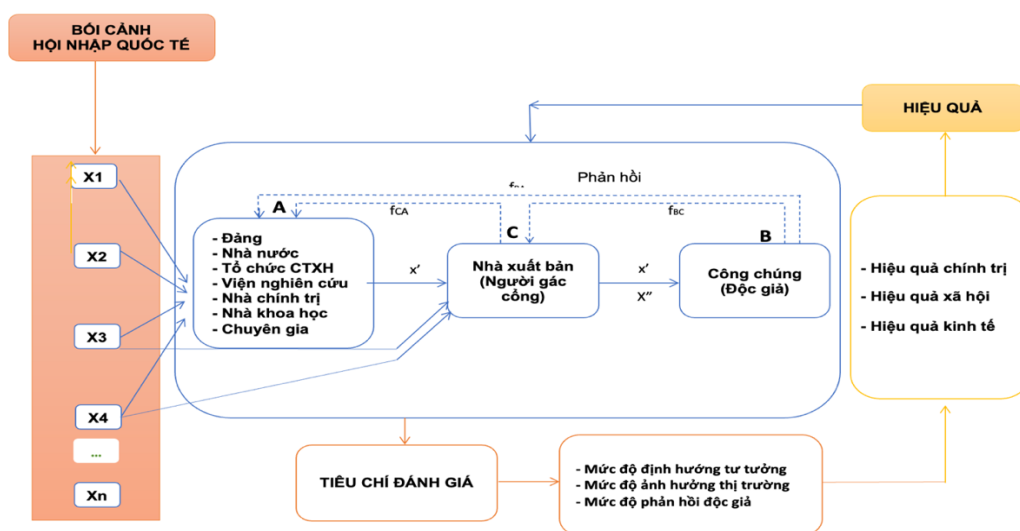 BỐI CẢNH
HỘI NHẬP QUỐC TẾ
HIỆU QUẢ
Phản hồi
X1
A
fCA
C
fBC
B
- Đảng
- Nhà nước
- Tổ chức CTXH
- Viện nghiên cứu
- Nhà chính trị
- Nhà khoa học
- Chuyên gia
X2
x'
Nhà xuất bản
(Người gác
cổng)
x'
X"
Công chúng
(Độc giả)
- Hiệu quả chính trị
- Hiệu quả xã hội
- Hiệu quả kinh tế
X3
X4
...
Xn
TIÊU CHÍ ĐÁNH GIÁ
- Mức độ định hướng tư tưởng
- Mức độ ảnh hưởng thị trường
- Mức độ phản hồi độc giả